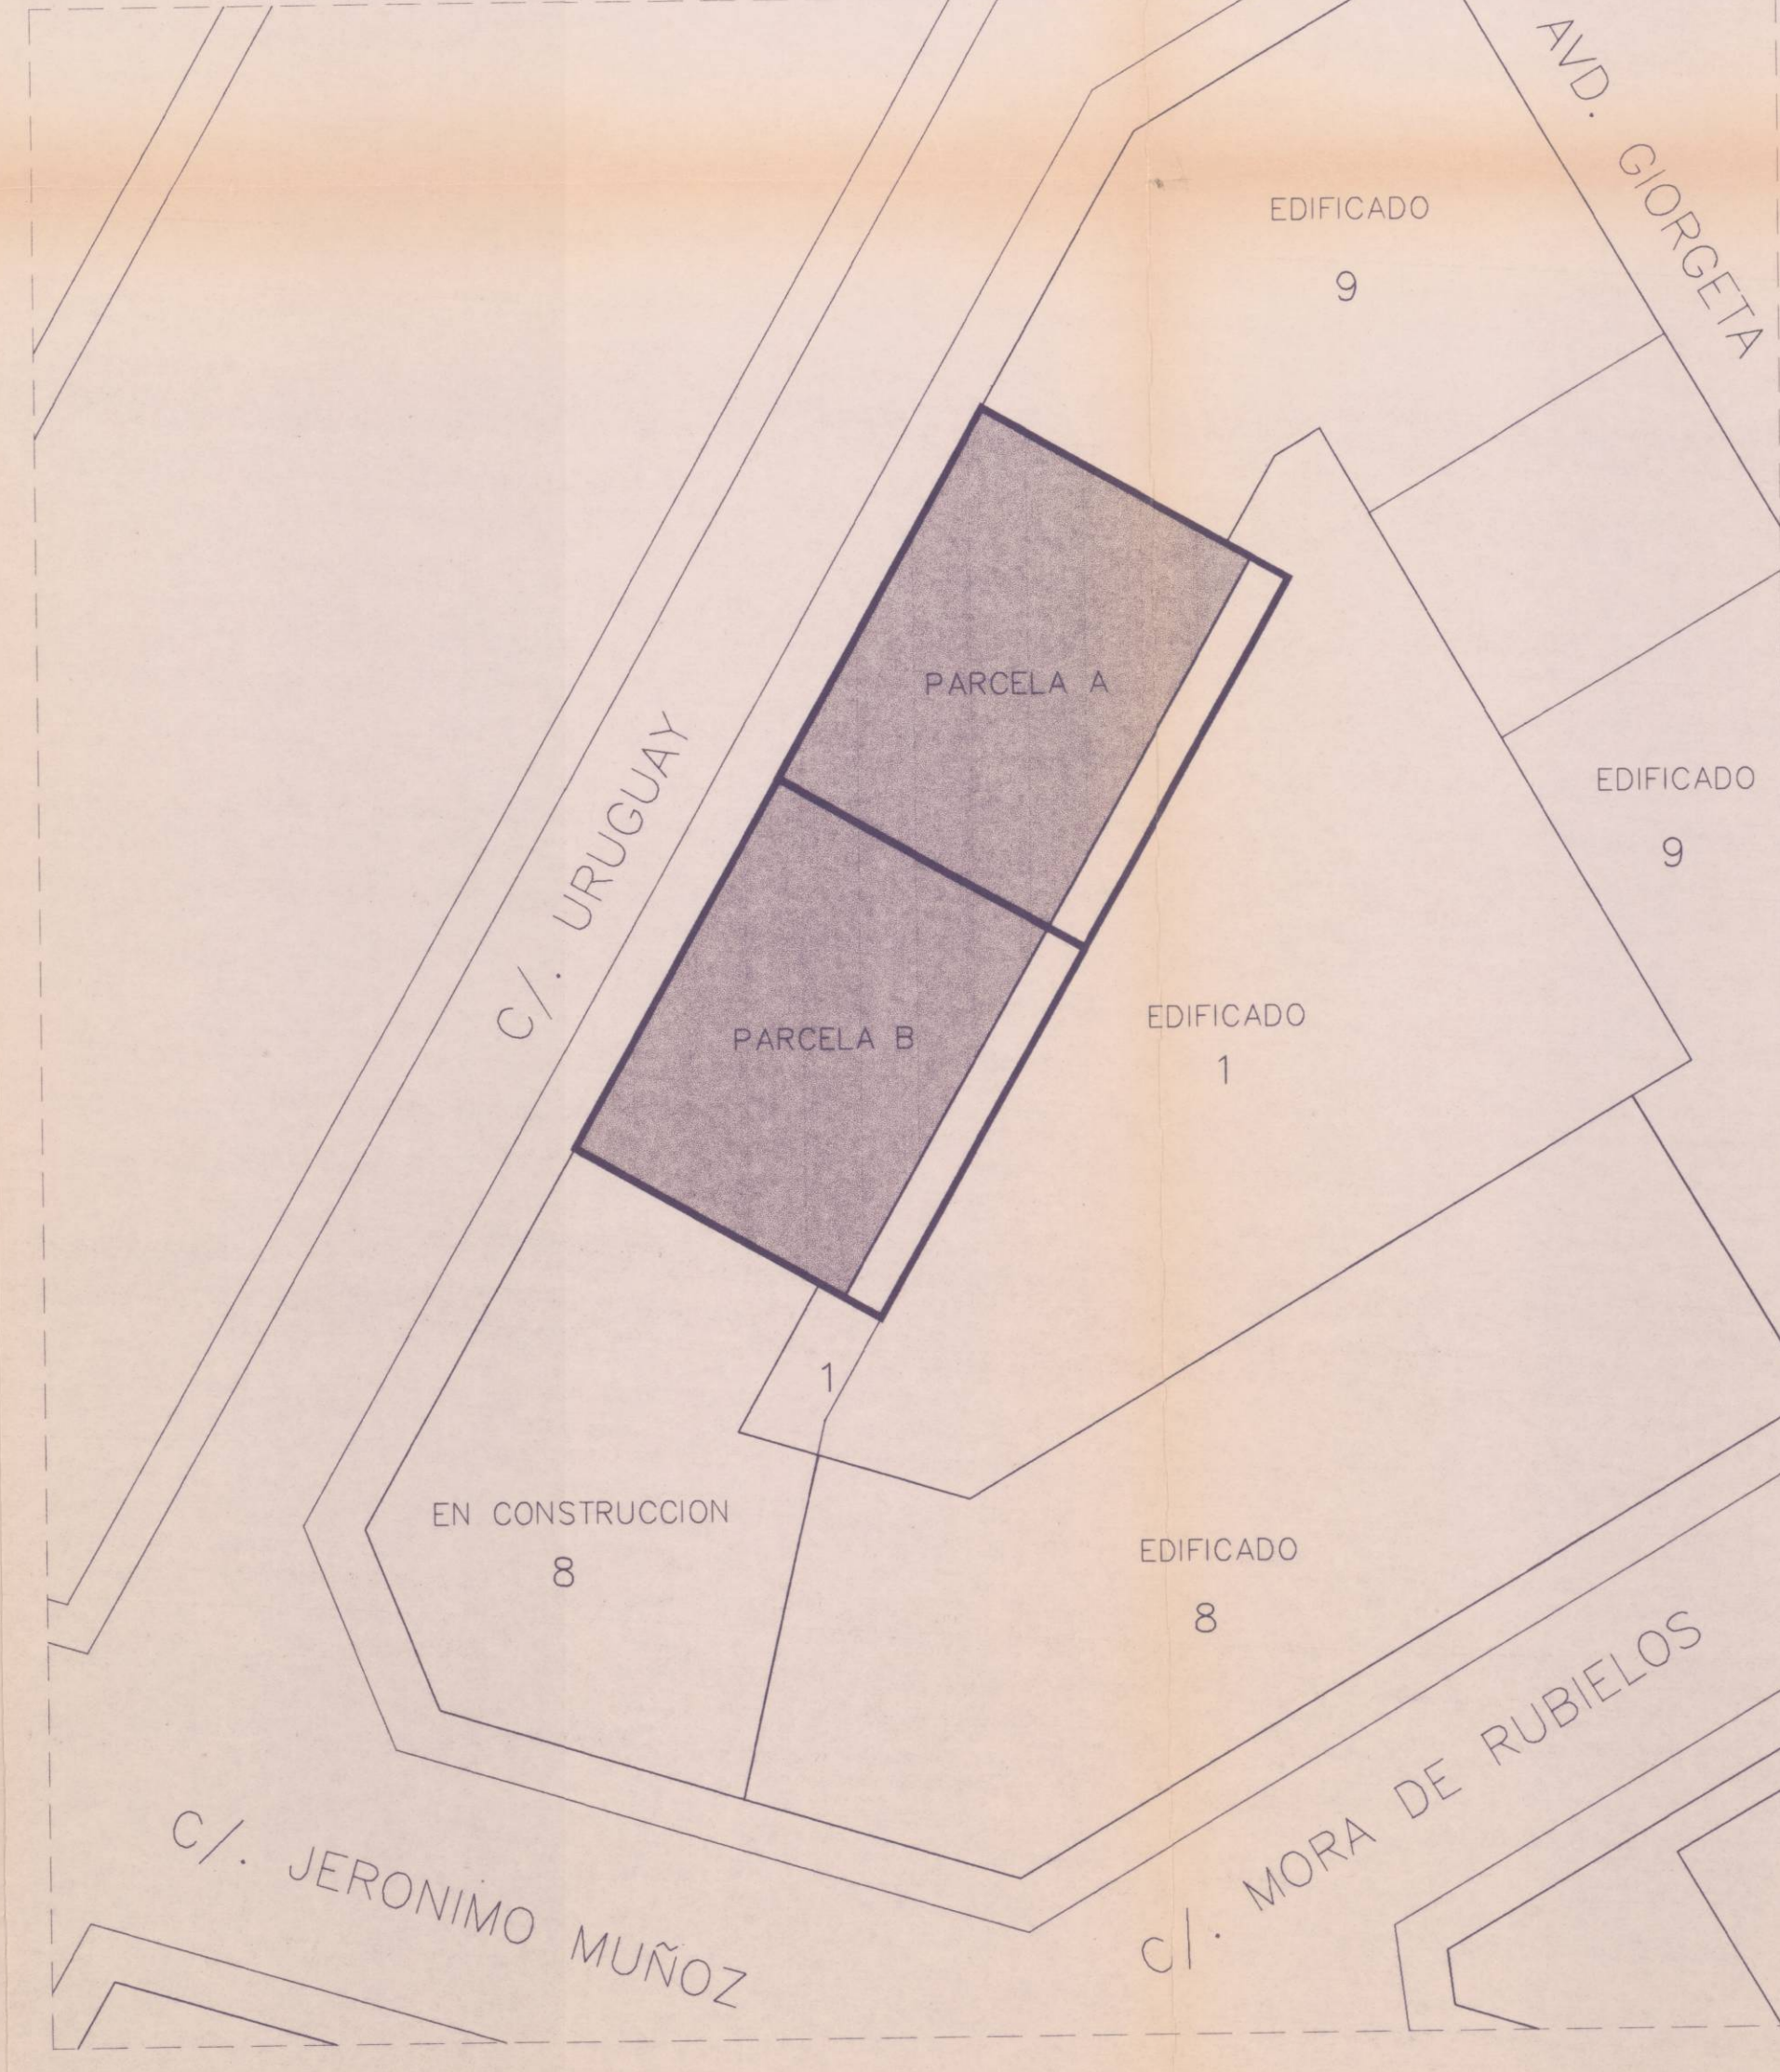 AVD. GIORGETA
EDIFICADO
9
PARCELA A
C/. URUGUAY
EDIFICADO
9
PARCELA B
EDIFICADO
1
1
EN CONSTRUCCION
8
EDIFICADO
8
C/. MORA DE RUBIELOS
C/. JERONIMO MUÑOZ